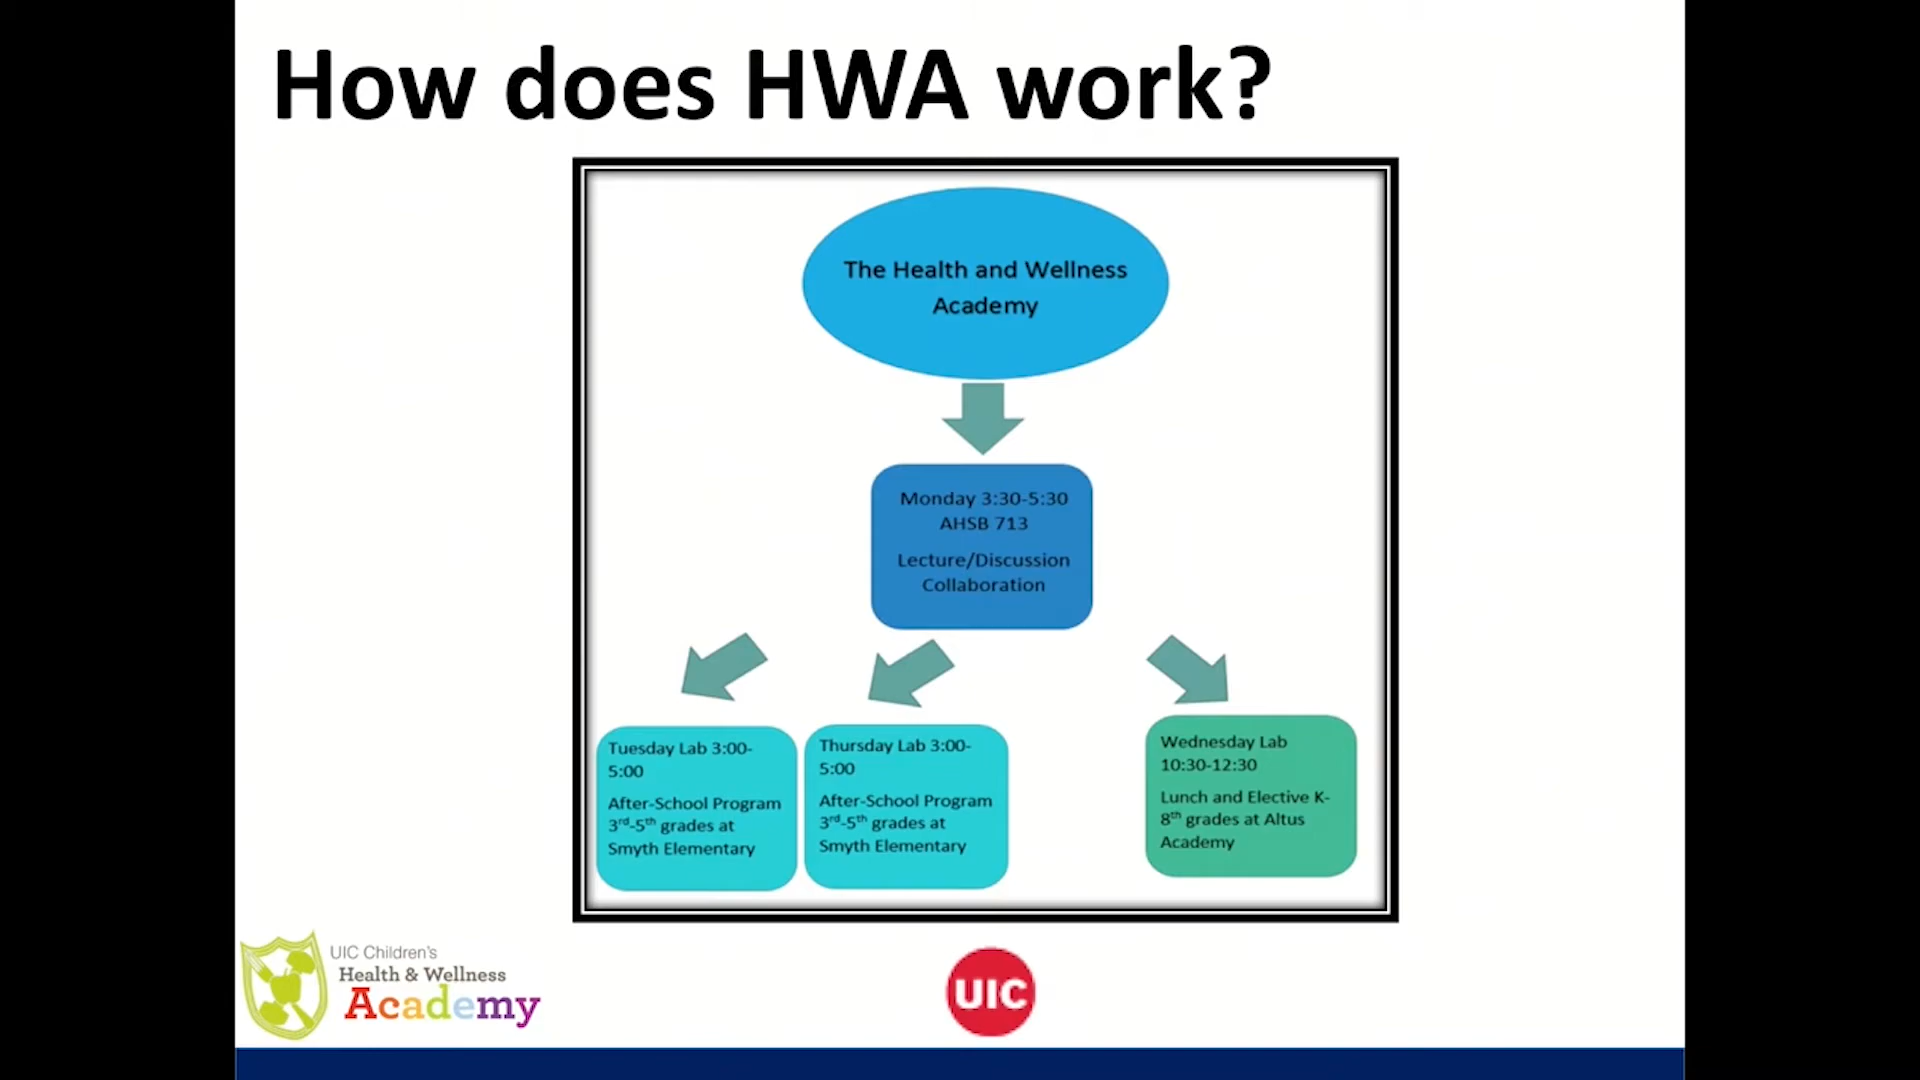 How does HWA work?
The Health and Wellness
Academy
Monday 3:30-5:30
AHSB 713
Lecture/Discussion
Collaboration
Tuesday Lab 3:00-
5:00
After-School Program
3rd-5th grades at
Smyth Elementary
Thursday Lab 3:00-
5:00
After-School Program
3rd-5th grades at
Smyth Elementary
Wednesday Lab
10:30-12:30
Lunch and Elective K-
8th grades at Altus
Academy
UIC Children's
Health & Wellness
Academy
UIC